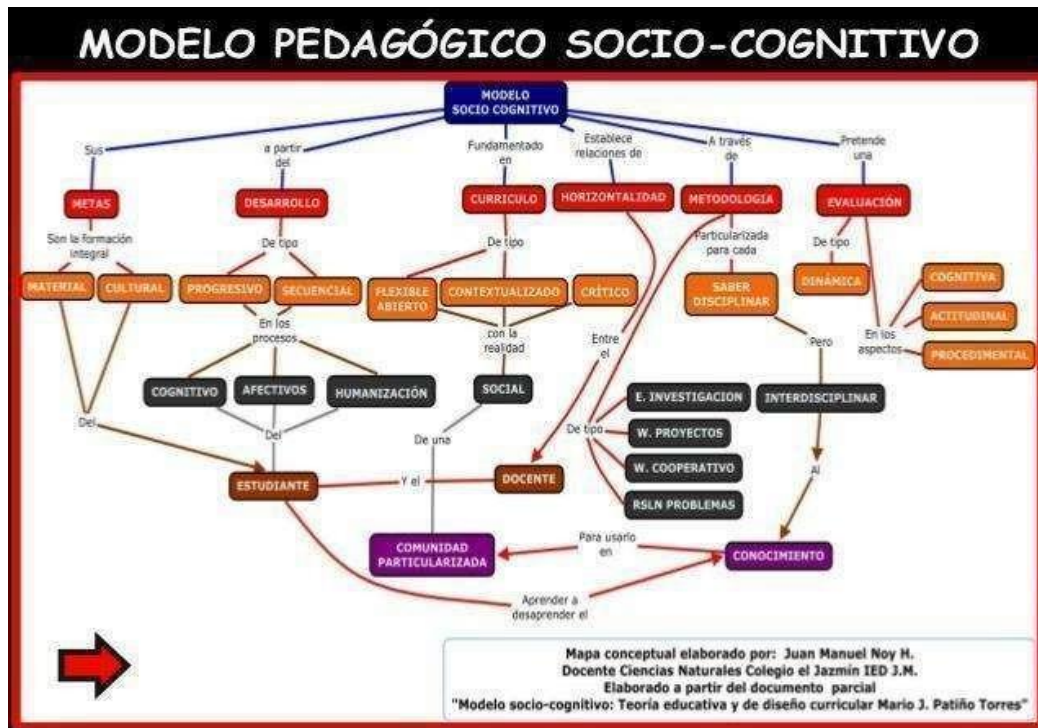 MODELO PEDAGÓGICO SOCIO-COGNITIVO
MODELO
SOCIO COGNITIVO
Sus
a partir
del
Fundamentado
en
Establece
relaciones de
A través
de
Pretende
una
METAS
DESARROLLO
CURRICULO
HORIZONTALIDAD
METODOLOGIA
EVALUACIÓN
Son la formación
integral
De tipo
De tipo
Particularizada
para cada
De tipo
MATERIAL
CULTURAL
PROGRESIVO
SECUENCIAL
FLEXIBLE
ABIERTO
CONTEXTUALIZADO
CRÍTICO
SABER
DISCIPLINAR
DINÁMICA
COGNITIVA
ACTITUDINAL
PROCEDIMENTAL
En los
aspectos
En los
procesos
con la
realidad
Entre
el
Pero
COGNITIVO
AFECTIVOS
HUMANIZACIÓN
SOCIAL
E. INVESTIGACION
INTERDISCIPLINAR
Del
Del
De una
De tipo
W. PROYECTOS
W. COOPERATIVO
RSLN PROBLEMAS
Al
ESTUDIANTE
Y el
DOCENTE
COMUNIDAD
PARTICULARIZADA
Para usarlo
en
CONOCIMIENTO
Aprender a
desaprender el
Mapa conceptual elaborado por: Juan Manuel Noy H.
Docente Ciencias Naturales Colegio el Jazmín IED J.M.
Elaborado a partir del documento parcial
"Modelo socio-cognitivo: Teoría educativa y de diseño curricular Mario J. Patiño Torres"